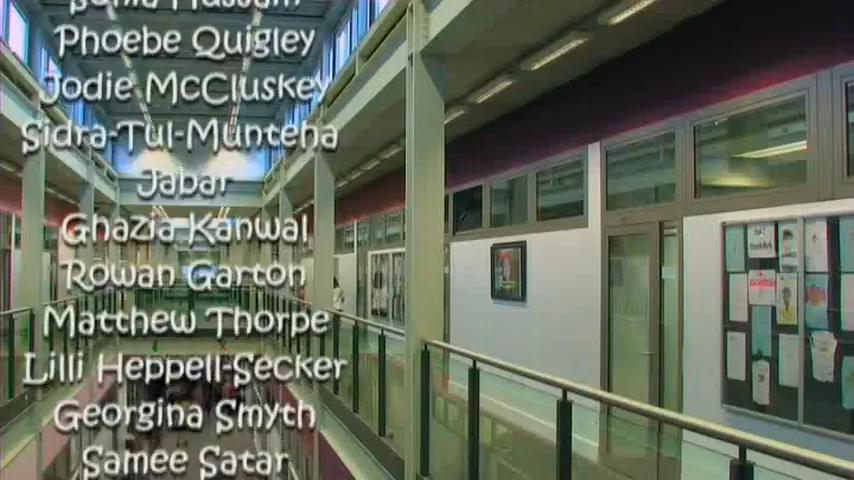 Phoebe Quigley
Jodie McCluskey
Sidra-Tul-Munteha
Jabar
Ghazia Kanwal
Rowan Garton
Matthew Thorpe
Lilli Heppell-Secker
Georgina Smyth
Samee Satar